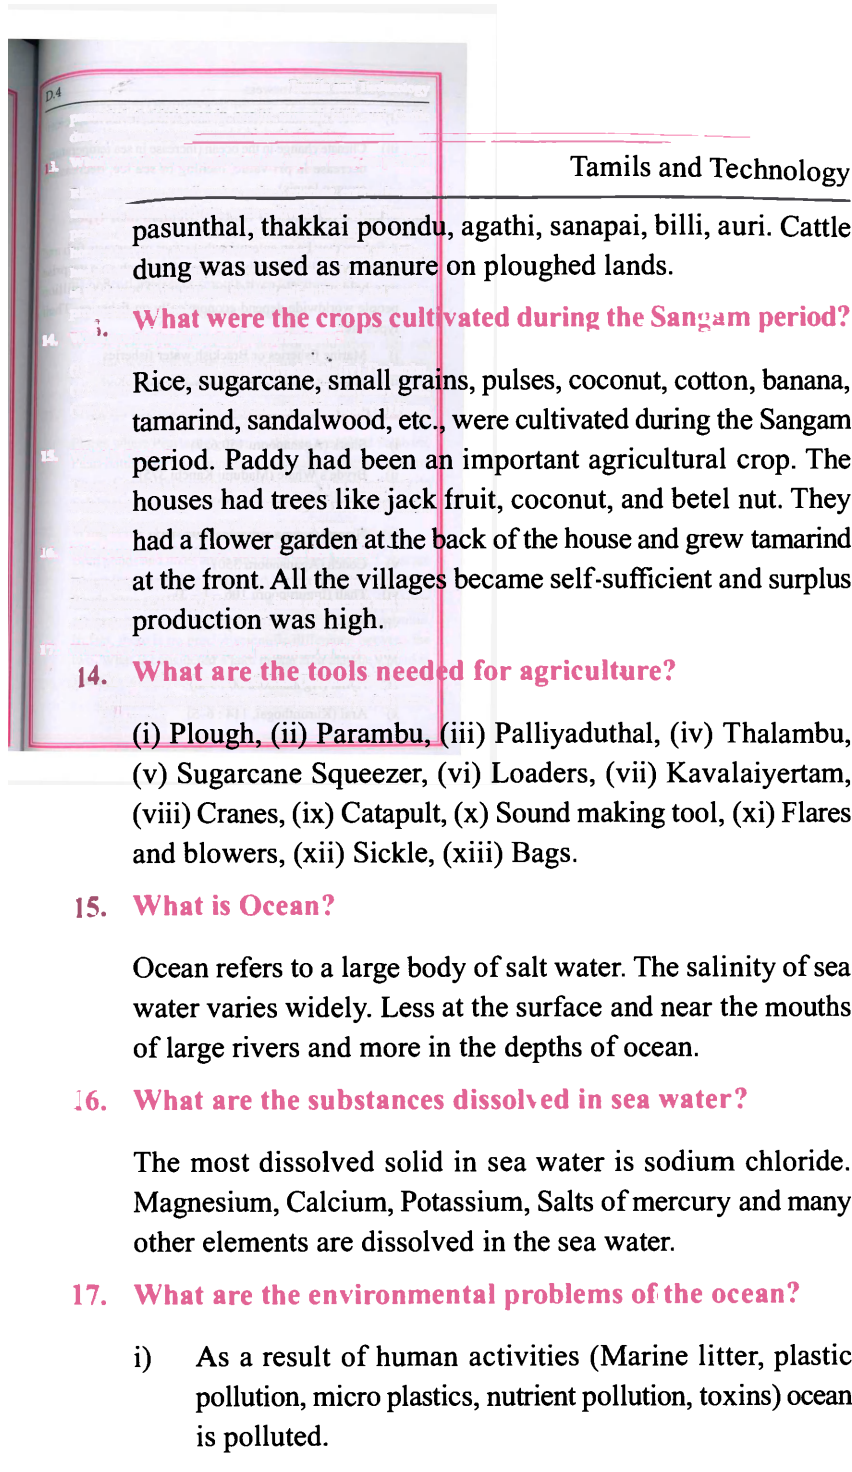 D.4
Tamils and Technology
pasunthal, thakkai poondu, agathi, sanapai, billi, auri. Cattle
dung was used as manure on ploughed lands.
What were the crops cultivated during the Sangam period?
Rice, sugarcane, small grains, pulses, coconut, cotton, banana,
tamarind, sandalwood, etc., were cultivated during the Sangam
period. Paddy had been an important agricultural crop. The
houses had trees like jack fruit, coconut, and betel nut. They
had a flower garden at the back of the house and grew tamarind
at the front. All the villages became self-sufficient and surplus
production was high.
14. What are the tools needed for agriculture?
(i) Plough, (ii) Parambu, (iii) Palliyaduthal, (iv) Thalambu,
(v) Sugarcane Squeezer, (vi) Loaders, (vii) Kavalaiyertam,
(viii) Cranes, (ix) Catapult, (x) Sound making tool, (xi) Flares
and blowers, (xii) Sickle, (xiii) Bags.
15. What is Ocean?
Ocean refers to a large body of salt water. The salinity of sea
water varies widely. Less at the surface and near the mouths
of large rivers and more in the depths of ocean.
16. What are the substances dissolved in sea water?
The most dissolved solid in sea water is sodium chloride.
Magnesium, Calcium, Potassium, Salts of mercury and many
other elements are dissolved in the sea water.
17. What are the environmental problems of the ocean?
i) As a result of human activities (Marine litter, plastic
pollution, micro plastics, nutrient pollution, toxins) ocean
is polluted.